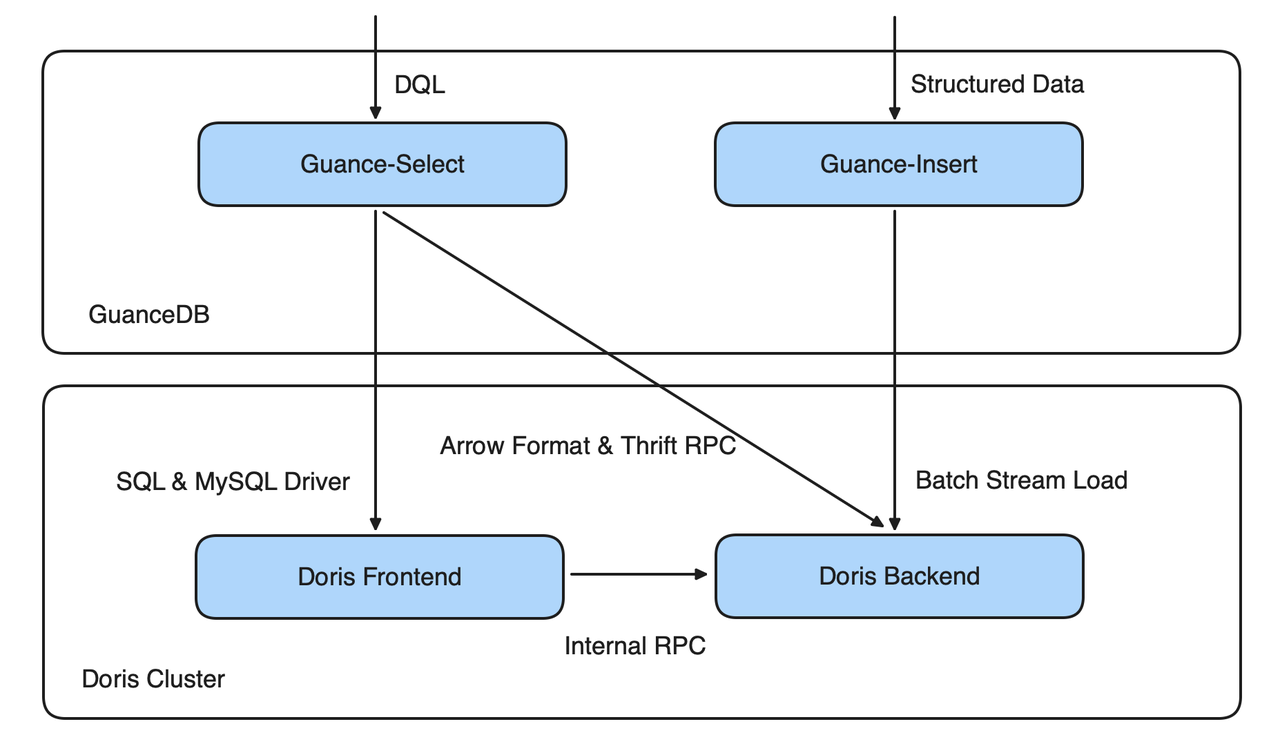 DQL
Structured Data
Guance-Select
Guance-Insert
GuanceDB
Arrow Format & Thrift RPC
SQL & MySQL Driver
Batch Stream Load
Doris Frontend
Doris Backend
Internal RPC
Doris Cluster